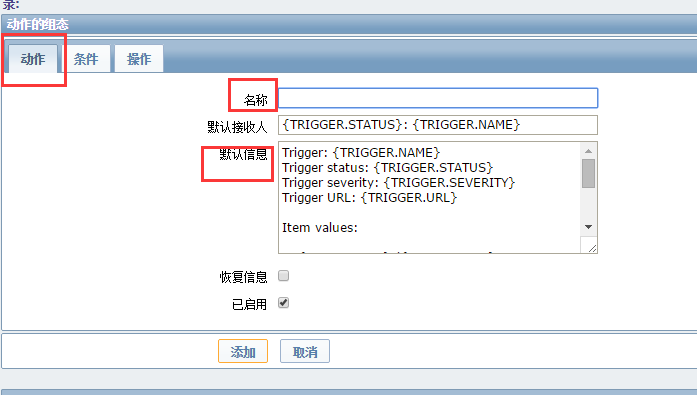 录:
动作的组态
动作 条件 操作
名称
默认接收人 {TRIGGER.STATUS}: {TRIGGER.NAME}
默认信息 Trigger: {TRIGGER.NAME}
Trigger status: {TRIGGER.STATUS}
Trigger severity: {TRIGGER.SEVERITY}
Trigger URL: {TRIGGER.URL}
Item values:
恢复信息
已启用
添加 取消